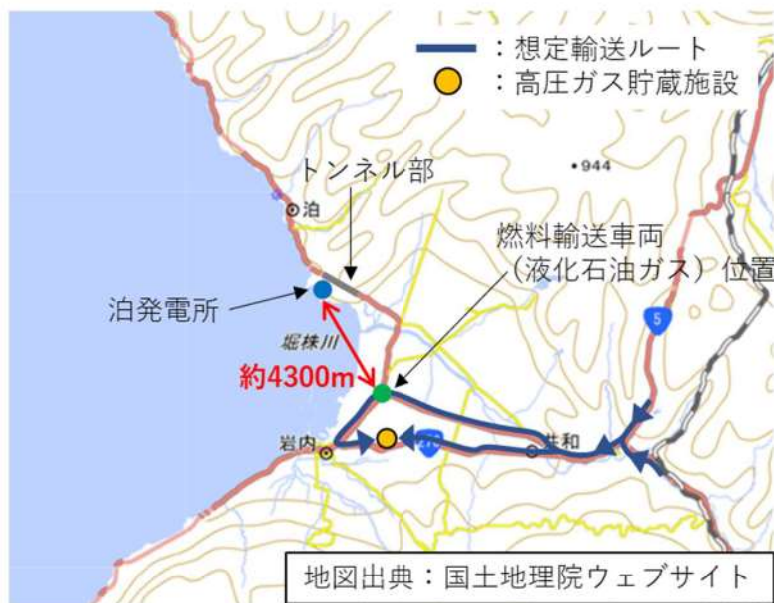 ：想定輸送ルート
：高圧ガス貯蔵施設
トンネル部
・944
泊
燃料輸送車両
（液化石油ガス）位置
泊発電所
5
堀株川
約4300m
岩内
276
共和
地図出典：国土地理院ウェブサイト